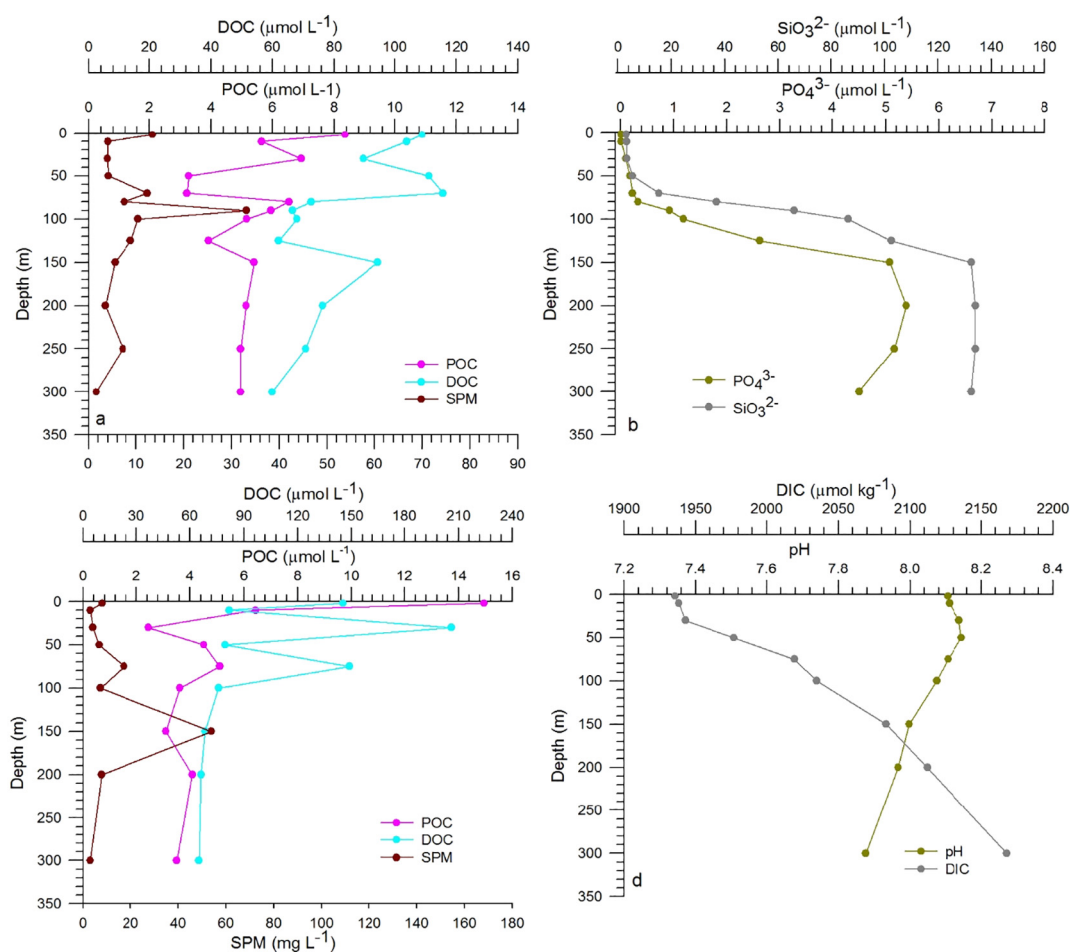 DOC (μmol L⁻¹)
0 20 40 60 80 100 120 140
POC (μmol L-1)
0 2 4 6 8 10 12 14
0
50
100
150
200
250
300
350
Depth (m)
POC
DOC
SPM
a
0 10 20 30 40 50 60 70 80 90
SiO₃²⁻ (μmol L⁻¹)
0 20 40 60 80 100 120 140 160
PO₄³⁻ (μmol L⁻¹)
0 1 2 3 4 5 6 7 8
0
50
100
150
200
250
300
350
Depth (m)
PO₄³⁻
SiO₃²⁻
b
DOC (μmol L⁻¹)
0 30 60 90 120 150 180 210 240
POC (μmol L⁻¹)
0 2 4 6 8 10 12 14 16
0
50
100
150
200
250
300
350
Depth (m)
POC
DOC
SPM
0 20 40 60 80 100 120 140 160 180
SPM (mg L⁻¹)
DIC (μmol kg⁻¹)
1900 1950 2000 2050 2100 2150 2200
pH
7.2 7.4 7.6 7.8 8.0 8.2 8.4
0
50
100
150
200
250
300
350
Depth (m)
pH
DIC
d